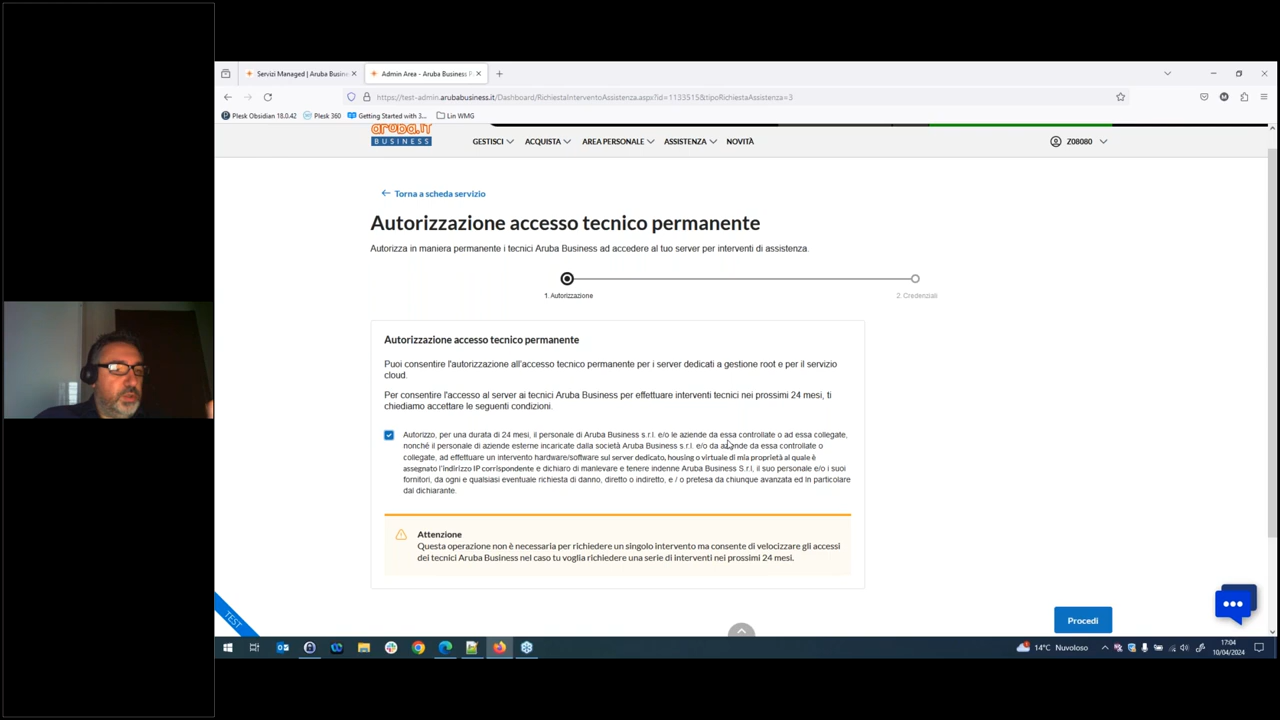 Servizi Managed | Aruba Busine
Admin Area - Aruba Business P
https://test-admin.arubabusiness.it/Dashboard/RichiestaInterventoAssistenza.aspx?id=1133515&tipoRichiestaAssistenza=3
Plesk Obsidian 18.0.42
Plesk 360
Getting Started with 3...
Lin WMG
aruba.it
BUSINESS
GESTISCI
ACQUISTA
AREA PERSONALE
ASSISTENZA
NOVITÀ
Z08080
Torna a scheda servizio
Autorizzazione accesso tecnico permanente
Autorizza in maniera permanente i tecnici Aruba Business ad accedere al tuo server per interventi di assistenza.
1. Autorizzazione
2. Credenziali
Autorizzazione accesso tecnico permanente
Puoi consentire l'autorizzazione all'accesso tecnico permanente per i server dedicati a gestione root e per il servizio
cloud.
Per consentire l'accesso al server ai tecnici Aruba Business per effettuare interventi tecnici nei prossimi 24 mesi, ti
chiediamo accettare le seguenti condizioni.
Autorizzo, per una durata di 24 mesi, il personale di Aruba Business s.r.l. e/o le aziende da essa controllate o ad essa collegate,
nonché il personale di aziende esterne incaricate dalla società Aruba Business s.r.l. e/o da aziende da essa controllate o
collegate, ad effettuare un intervento hardware/software sul server dedicato, housing o virtuale di mia proprietà al quale è
assegnato l'indirizzo IP corrispondente e dichiaro di manlevare e tenere indenne Aruba Business S.r.l, il suo personale e/o i suoi
fornitori, da ogni e qualsiasi eventuale richiesta di danno, diretto o indiretto, e / o pretesa da chiunque avanzata ed in particolare
dal dichiarante.
Attenzione
Questa operazione non è necessaria per richiedere un singolo intervento ma consente di velocizzare gli accessi
dei tecnici Aruba Business nel caso tu voglia richiedere una serie di interventi nei prossimi 24 mesi.
TEST
Procedi
14°C Nuvoloso
17:04
10/04/2024